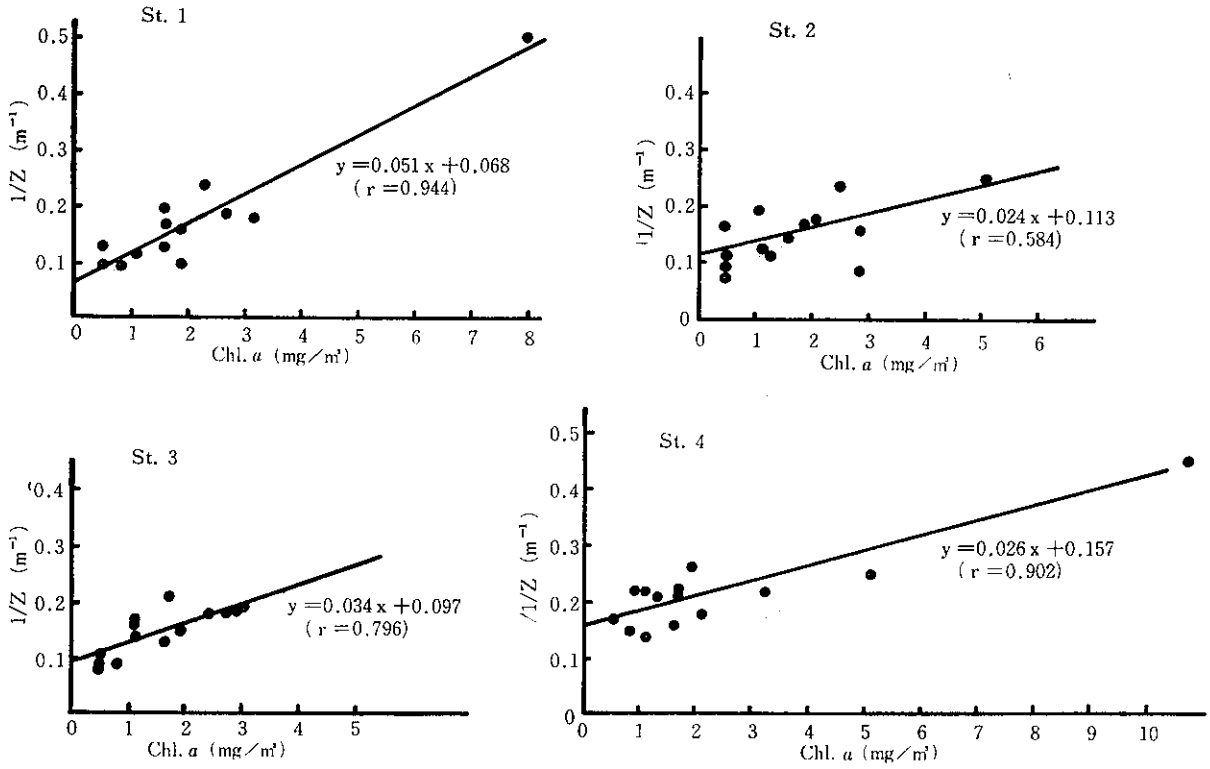 St. 1
0.5
0.4
0.3
0.2
0.1
0
1/Z (m⁻¹)
y=0.051x+0.068
(r=0.944)
0 1 2 3 4 5 6 7 8
Chl. a (mg/㎥)
St. 2
0.4
0.3
0.2
0.1
0
1/Z (m⁻¹)
y=0.024x+0.113
(r=0.584)
0 1 2 3 4 5 6
Chl. a (mg/㎥)
St. 3
0.4
0.3
0.2
0.1
0
1/Z (m⁻¹)
y=0.034x+0.097
(r=0.796)
0 1 2 3 4 5
Chl. a (mg/㎥)
St. 4
0.5
0.4
0.3
0.2
0.1
0
1/Z (m⁻¹)
y=0.026x+0.157
(r=0.902)
0 1 2 3 4 5 6 7 8 9 10
Chl. a (mg/㎥)